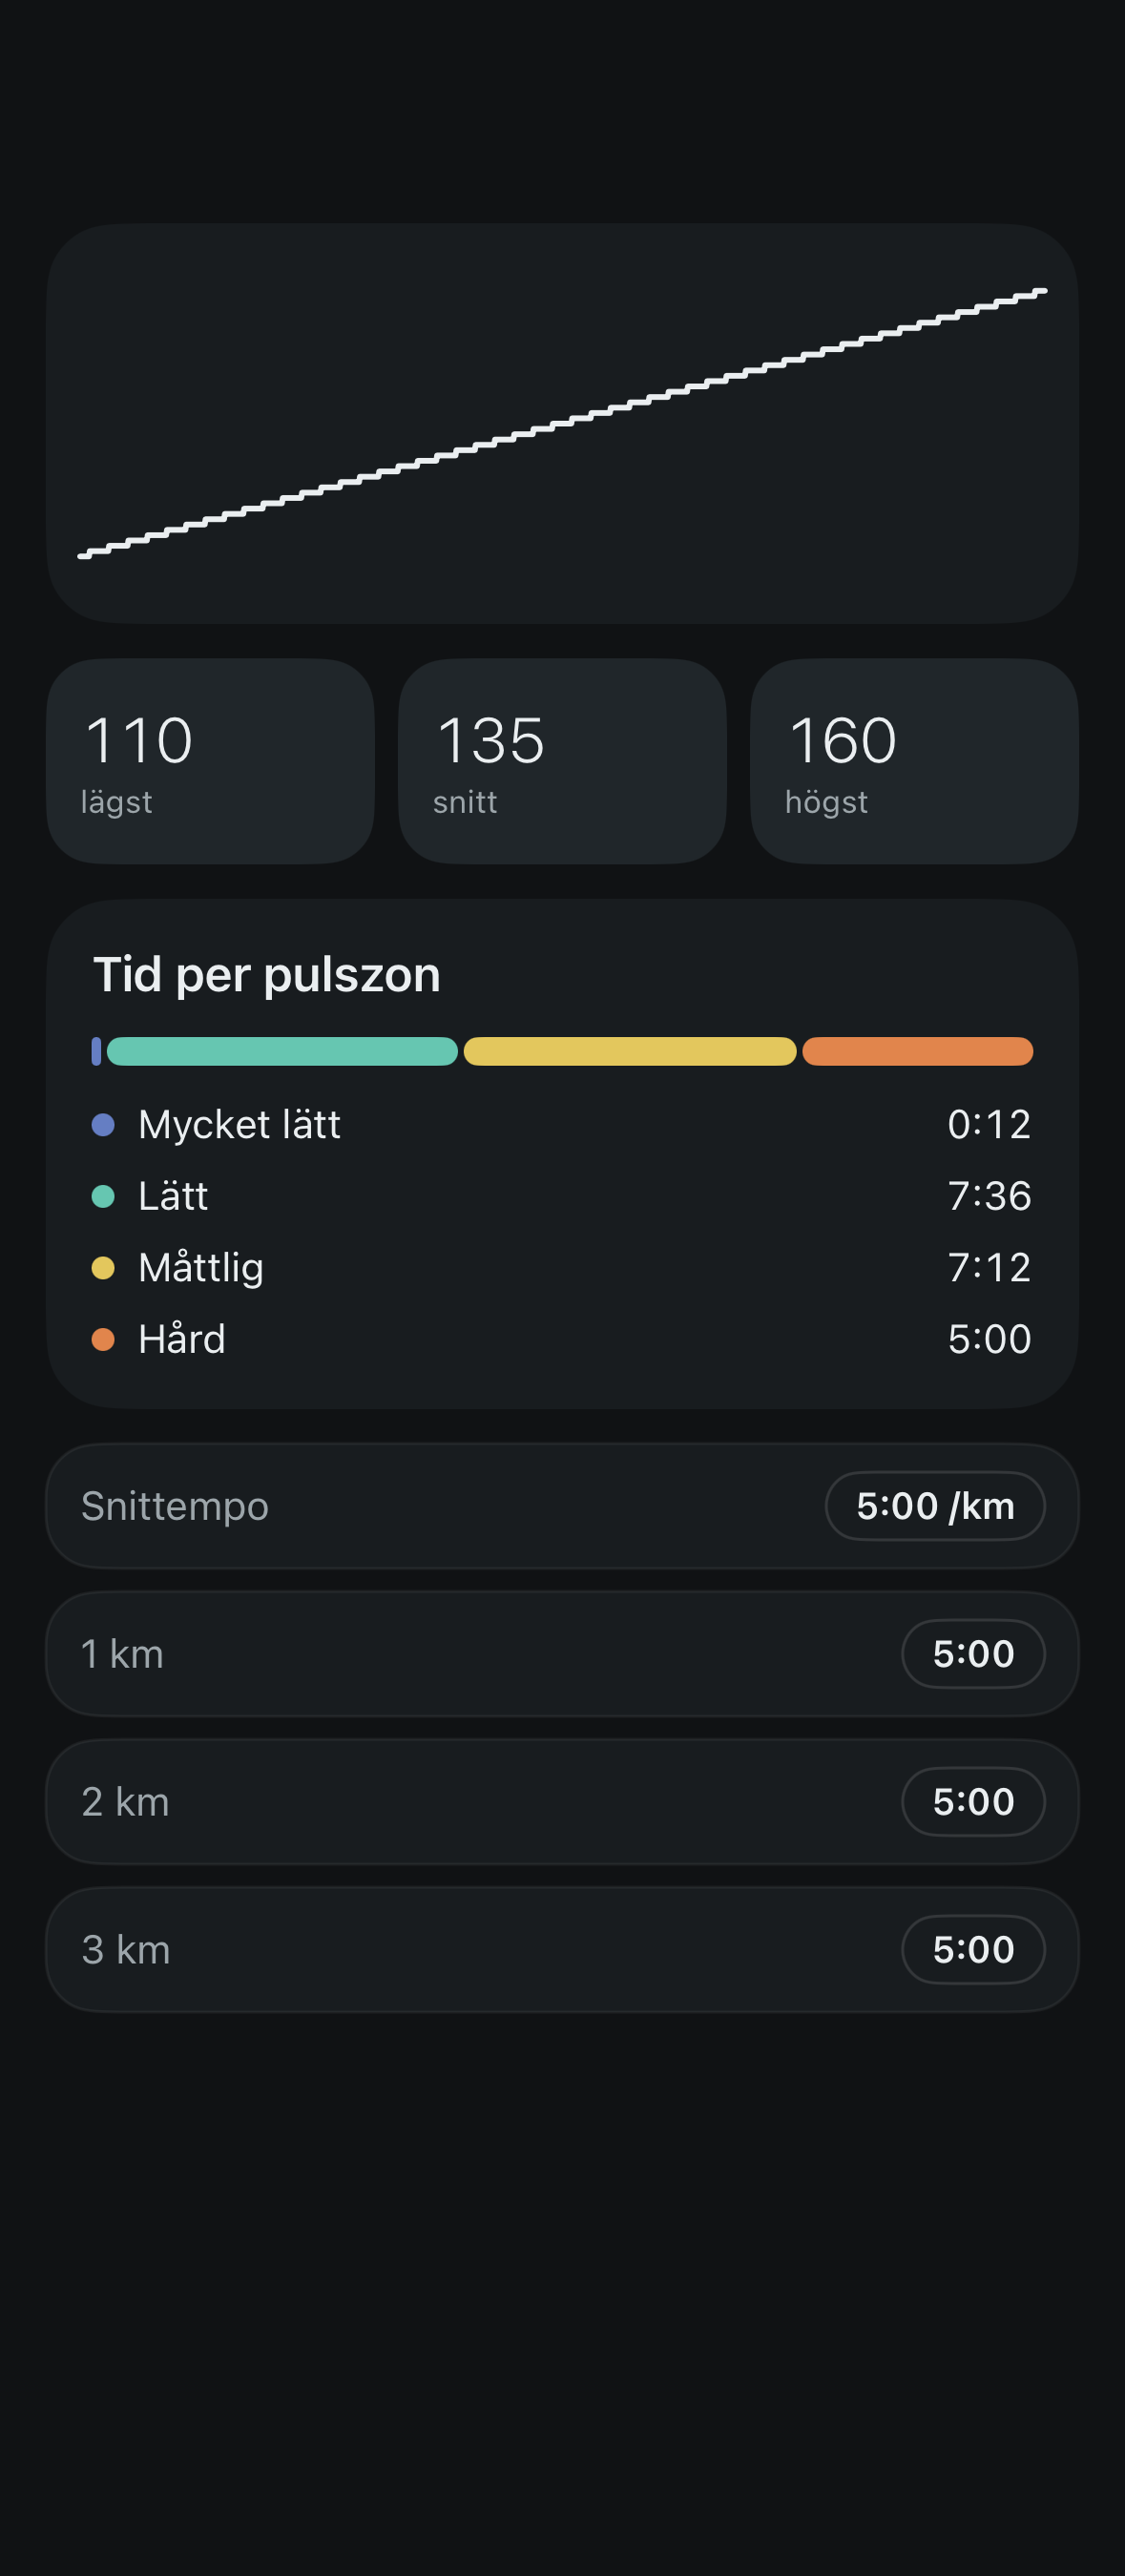 110
lägst
135
snitt
160
högst
Tid per pulszon
Mycket lätt 0:12
Lätt 7:36
Måttlig 7:12
Hård 5:00
Snittempo 5:00 /km
1 km 5:00
2 km 5:00
3 km 5:00